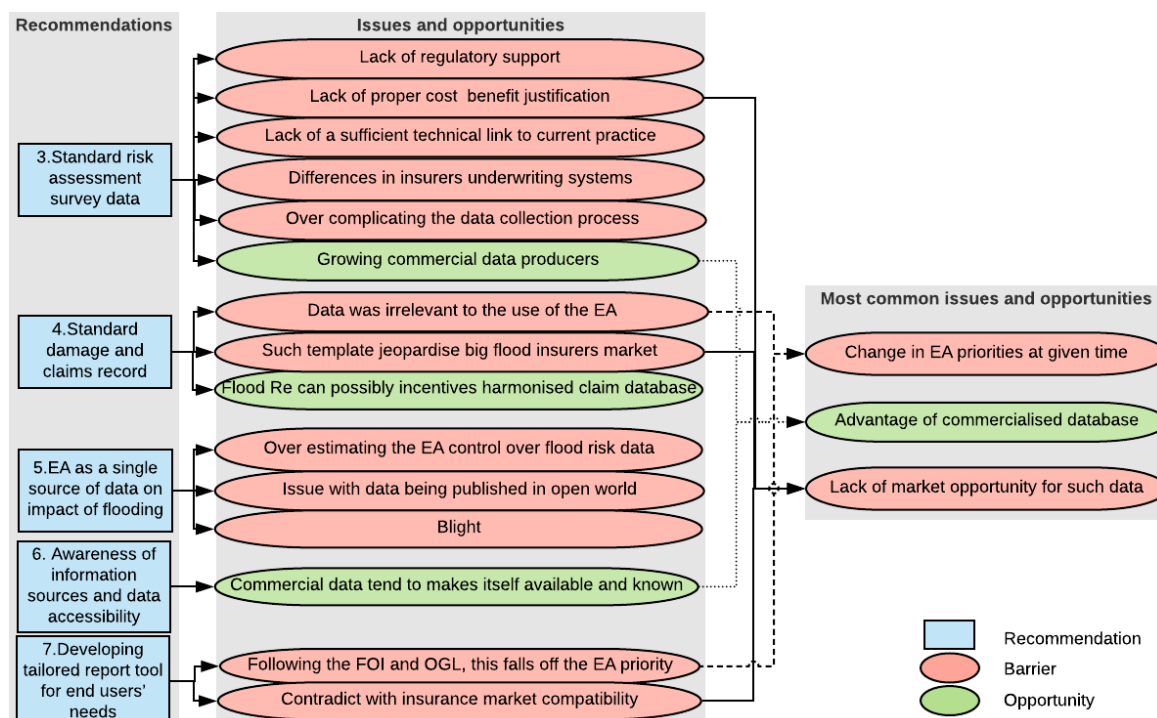 Recommendations
Issues and opportunities
Lack of regulatory support
Lack of proper cost benefit justification
Lack of a sufficient technical link to current practice
3.Standard risk
assessment
survey data
Differences in insurers underwriting systems
Over complicating the data collection process
Growing commercial data producers
4.Standard
damage and
claims record
Data was irrelevant to the use of the EA
Such template jeopardise big flood insurers market
Flood Re can possibly incentives harmonised claim database
5.EA as a single
source of data on
impact of flooding
Over estimating the EA control over flood risk data
Issue with data being published in open world
Blight
6. Awareness of
information
sources and data
accessibility
Commercial data tend to makes itself available and known
7.Developing
tailored report tool
for end users'
needs
Following the FOI and OGL, this falls off the EA priority
Contradict with insurance market compatibility
Most common issues and opportunities
Change in EA priorities at given time
Advantage of commercialised database
Lack of market opportunity for such data
Recommendation
Barrier
Opportunity